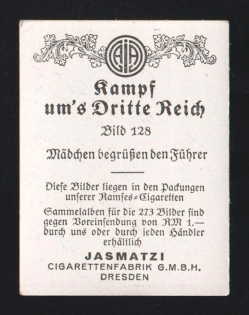 Kampf
um's Dritte Reich
Bild 128
Mädchen begrüßen den Führer
Diese Bilder liegen in den Packungen
unserer Ramses-Cigaretten
Sammelalben für die 273 Bilder sind
gegen Voreinsendung von RM 1.—
durch uns oder durch jeden Händler
erhältlich
JASMATZI
CIGARETTENFABRIK G.M.B.H.
DRESDEN